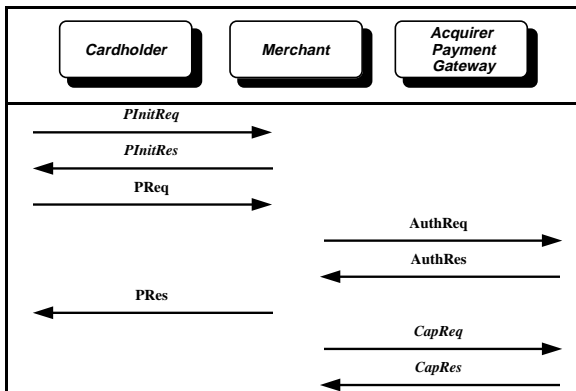 Cardholder
Merchant
Acquirer
Payment
Gateway
PInitReq
PInitRes
PReq
AuthReq
AuthRes
PRes
CapReq
CapRes